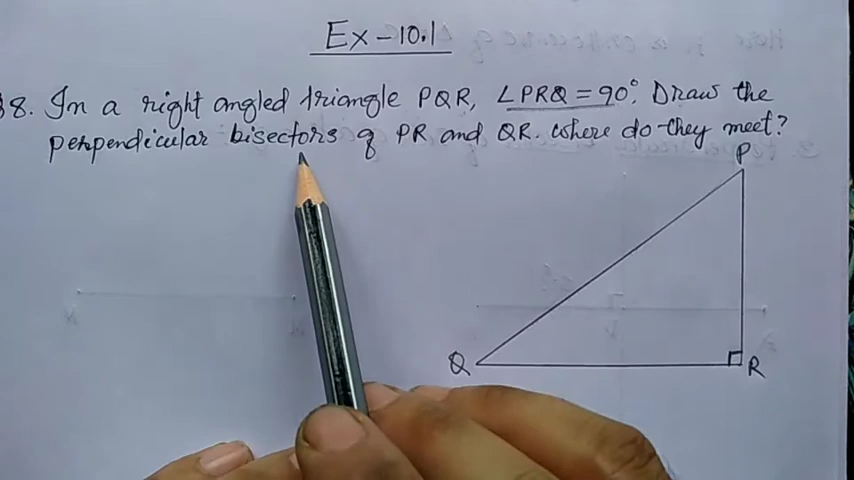 Ex-10.1
8. In a right angled triangle PQR, ∠PRQ = 90°. Draw the
perpendicular bisectors of PR and QR. Where do they meet?
P
Q
R